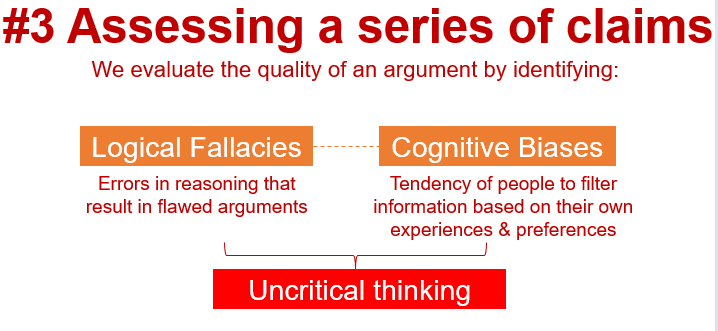 #3 Assessing a series of claims
We evaluate the quality of an argument by identifying:
Logical Fallacies
Errors in reasoning that
result in flawed arguments
Cognitive Biases
Tendency of people to filter
information based on their own
experiences & preferences
Uncritical thinking